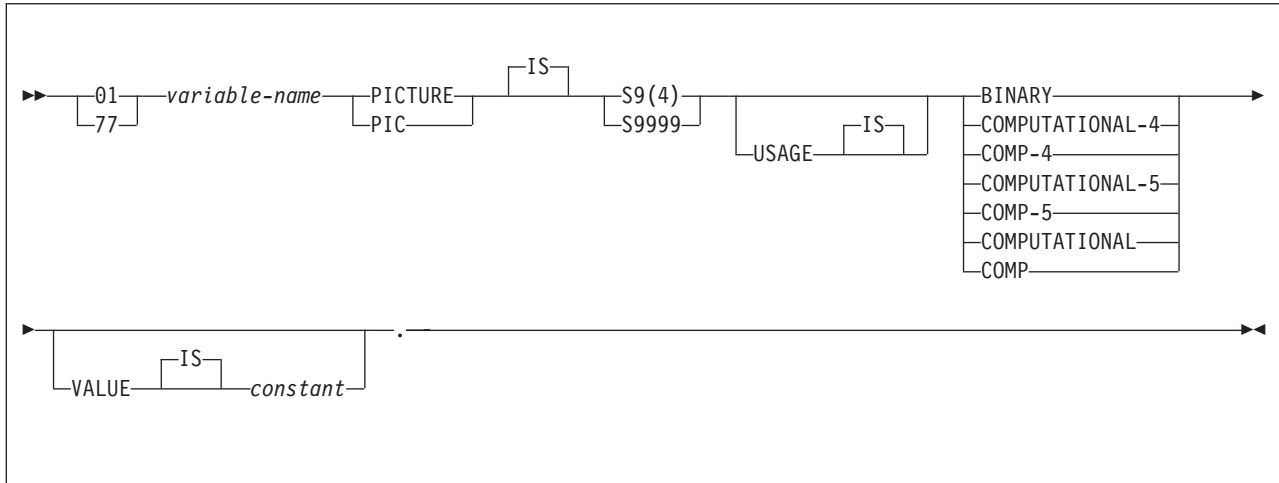 IS
01 variable-name PICTURE S9(4) BINARY
77 PIC S9999 IS COMPUTATIONAL-4
USAGE COMP-4
COMPUTATIONAL-5
COMP-5
COMPUTATIONAL
COMP
.
IS
VALUE constant